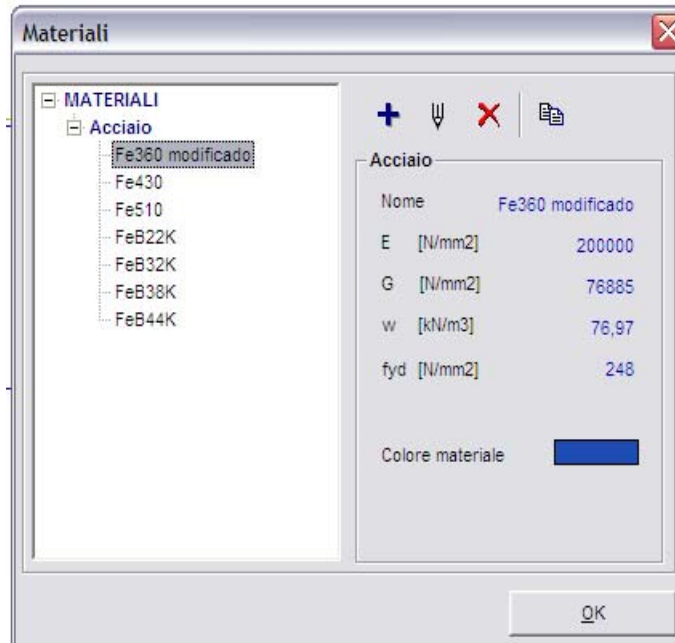 Materiali
MATERIALI
Acciaio
Fe360 modificado
Fe430
Fe510
FeB22K
FeB32K
FeB38K
FeB44K
Acciaio
Nome Fe360 modificado
E [N/mm2] 200000
G [N/mm2] 76885
w [kN/m3] 76,97
fyd [N/mm2] 248
Colore materiale
OK